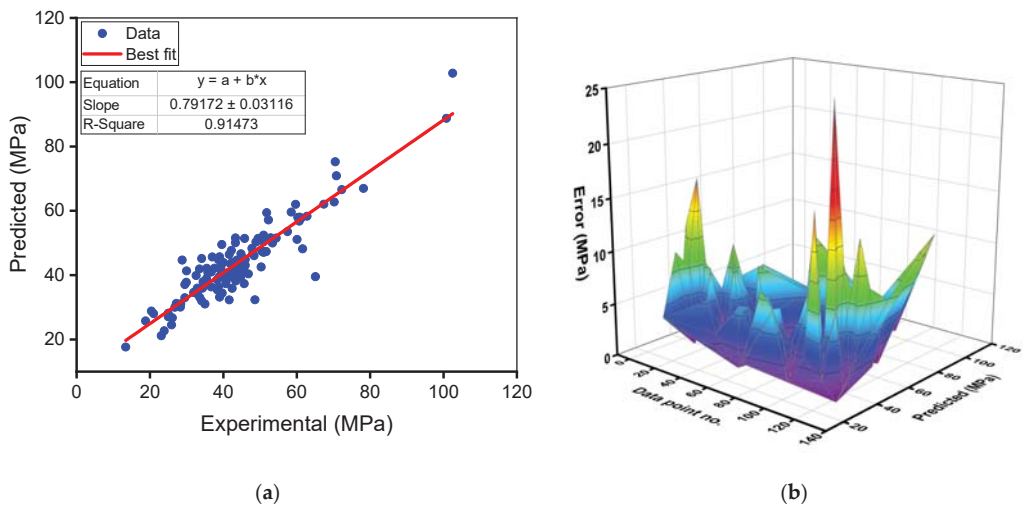 120
100
80
60
40
20
Predicted (MPa)
Data
Best fit
Equation y = a + b*x
Slope 0.79172 ± 0.03116
R-Square 0.91473
0 20 40 60 80 100 120
Experimental (MPa)
(a)
25
20
15
10
5
0
Error (MPa)
0 20 40 60 80 100 120 140
Data point no.
20 40 60 80 100 120
Predicted (MPa)
(b)